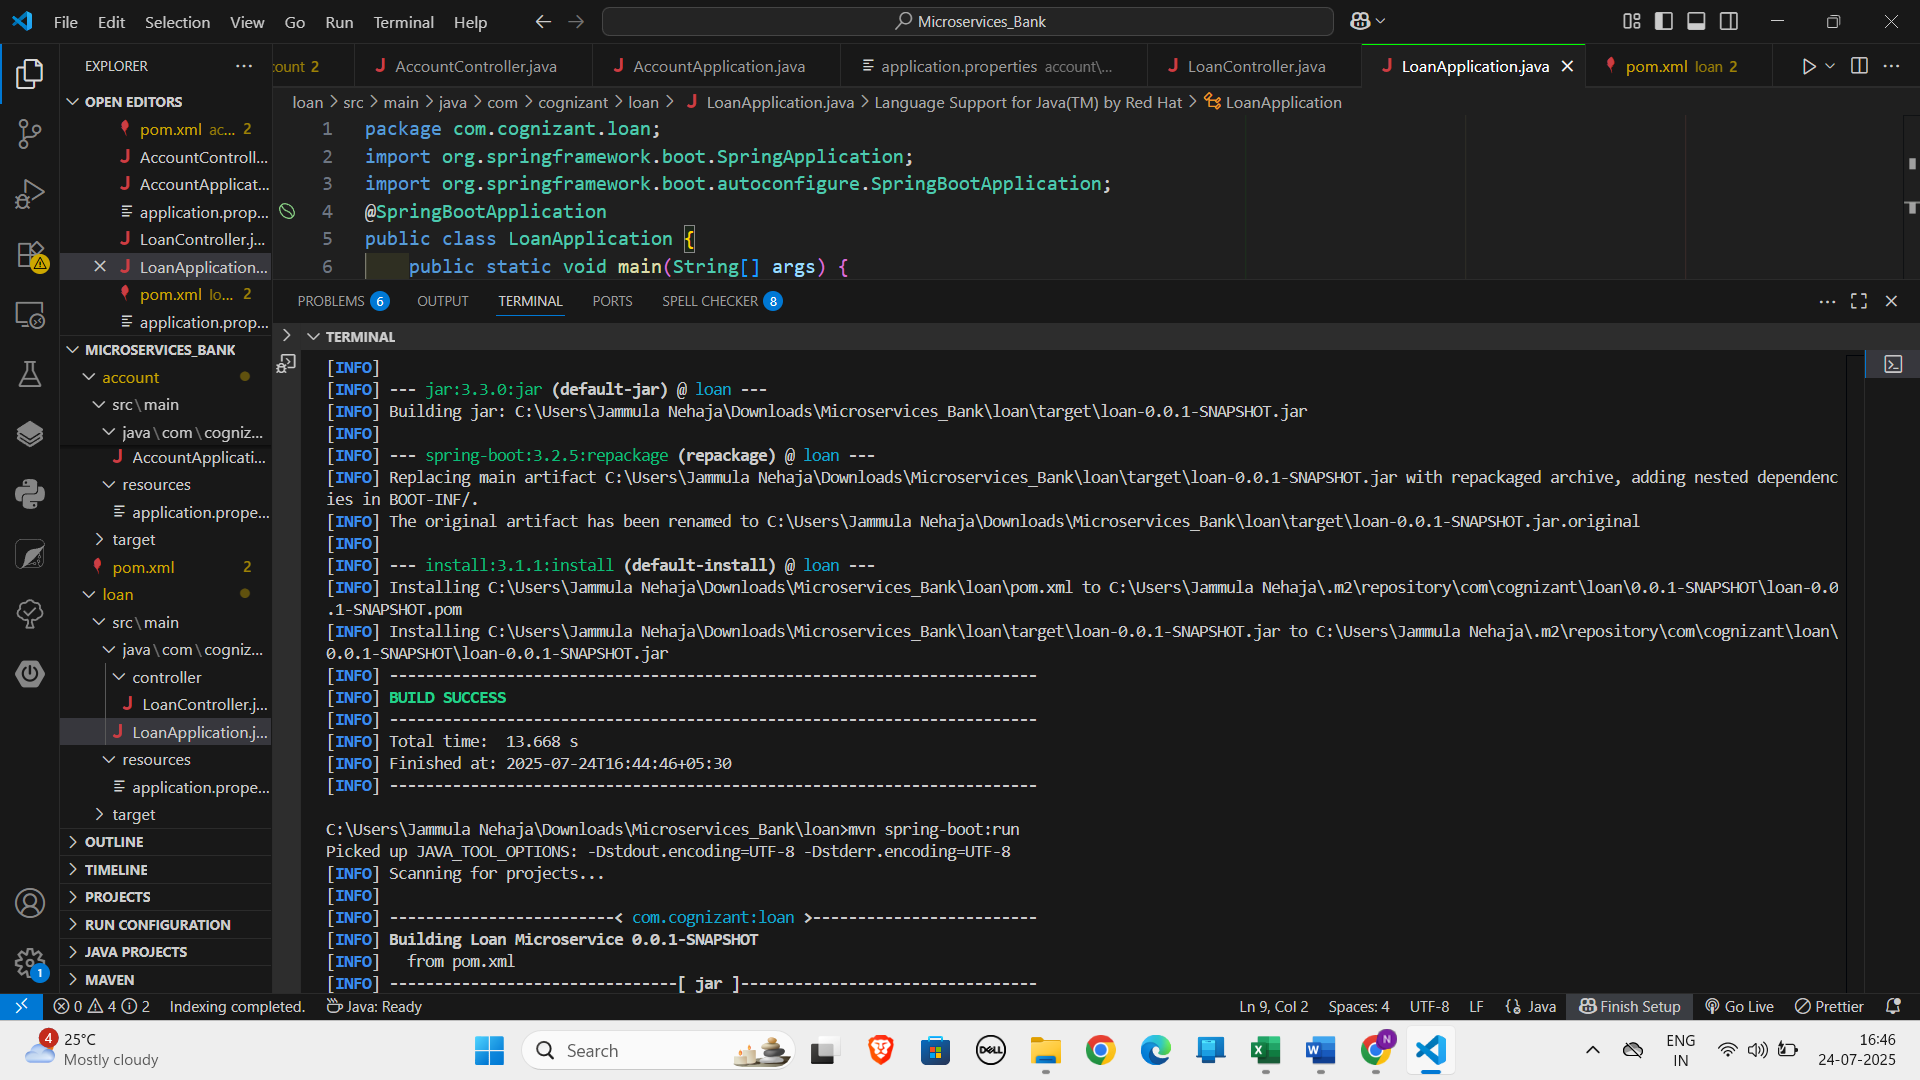 File Edit Selection View Go Run Terminal Help
Microservices_Bank
EXPLORER
ount 2
AccountController.java
AccountApplication.java
application.properties account\...
LoanController.java
LoanApplication.java
pom.xml loan 2
OPEN EDITORS
pom.xml ac... 2
AccountControll...
AccountApplicat...
application.prop...
LoanController.j...
LoanApplication...
pom.xml lo... 2
application.prop...
MICROSERVICES_BANK
account
src\main
java\com\cogniz...
AccountApplicati...
resources
application.prope...
target
pom.xml 2
loan
src\main
java\com\cogniz...
controller
LoanController.j...
LoanApplication.j...
resources
application.prope...
target
OUTLINE
TIMELINE
PROJECTS
RUN CONFIGURATION
JAVA PROJECTS
MAVEN
loan > src > main > java > com > cognizant > loan > LoanApplication.java > Language Support for Java(TM) by Red Hat > LoanApplication
1 package com.cognizant.loan;
2 import org.springframework.boot.SpringApplication;
3 import org.springframework.boot.autoconfigure.SpringBootApplication;
4 @SpringBootApplication
5 public class LoanApplication {
6 public static void main(String[] args) {
PROBLEMS 6 OUTPUT TERMINAL PORTS SPELL CHECKER 8
TERMINAL
[INFO]
[INFO] --- jar:3.3.0:jar (default-jar) @ loan ---
[INFO] Building jar: C:\Users\Jammula Nehaja\Downloads\Microservices_Bank\loan\target\loan-0.0.1-SNAPSHOT.jar
[INFO]
[INFO] --- spring-boot:3.2.5:repackage (repackage) @ loan ---
[INFO] Replacing main artifact C:\Users\Jammula Nehaja\Downloads\Microservices_Bank\loan\target\loan-0.0.1-SNAPSHOT.jar with repackaged archive, adding nested dependenc
ies in BOOT-INF/.
[INFO] The original artifact has been renamed to C:\Users\Jammula Nehaja\Downloads\Microservices_Bank\loan\target\loan-0.0.1-SNAPSHOT.jar.original
[INFO]
[INFO] --- install:3.1.1:install (default-install) @ loan ---
[INFO] Installing C:\Users\Jammula Nehaja\Downloads\Microservices_Bank\loan\pom.xml to C:\Users\Jammula Nehaja\.m2\repository\com\cognizant\loan\0.0.1-SNAPSHOT\loan-0.0
.1-SNAPSHOT.pom
[INFO] Installing C:\Users\Jammula Nehaja\Downloads\Microservices_Bank\loan\target\loan-0.0.1-SNAPSHOT.jar to C:\Users\Jammula Nehaja\.m2\repository\com\cognizant\loan\
0.0.1-SNAPSHOT\loan-0.0.1-SNAPSHOT.jar
[INFO] ------------------------------------------------------------------------
[INFO] BUILD SUCCESS
[INFO] ------------------------------------------------------------------------
[INFO] Total time:  13.668 s
[INFO] Finished at: 2025-07-24T16:44:46+05:30
[INFO] ------------------------------------------------------------------------
C:\Users\Jammula Nehaja\Downloads\Microservices_Bank\loan>mvn spring-boot:run
Picked up JAVA_TOOL_OPTIONS: -Dstdout.encoding=UTF-8 -Dstderr.encoding=UTF-8
[INFO] Scanning for projects...
[INFO]
[INFO] -------------------------< com.cognizant:loan >-------------------------
[INFO] Building Loan Microservice 0.0.1-SNAPSHOT
[INFO]   from pom.xml
[INFO] --------------------------------[ jar ]---------------------------------
1
0 4 2 Indexing completed. Java: Ready
Ln 9, Col 2 Spaces: 4 UTF-8 LF {} Java Finish Setup Go Live Prettier
4 25°C
Mostly cloudy
Search
DELL
N
ENG
IN
16:46
24-07-2025